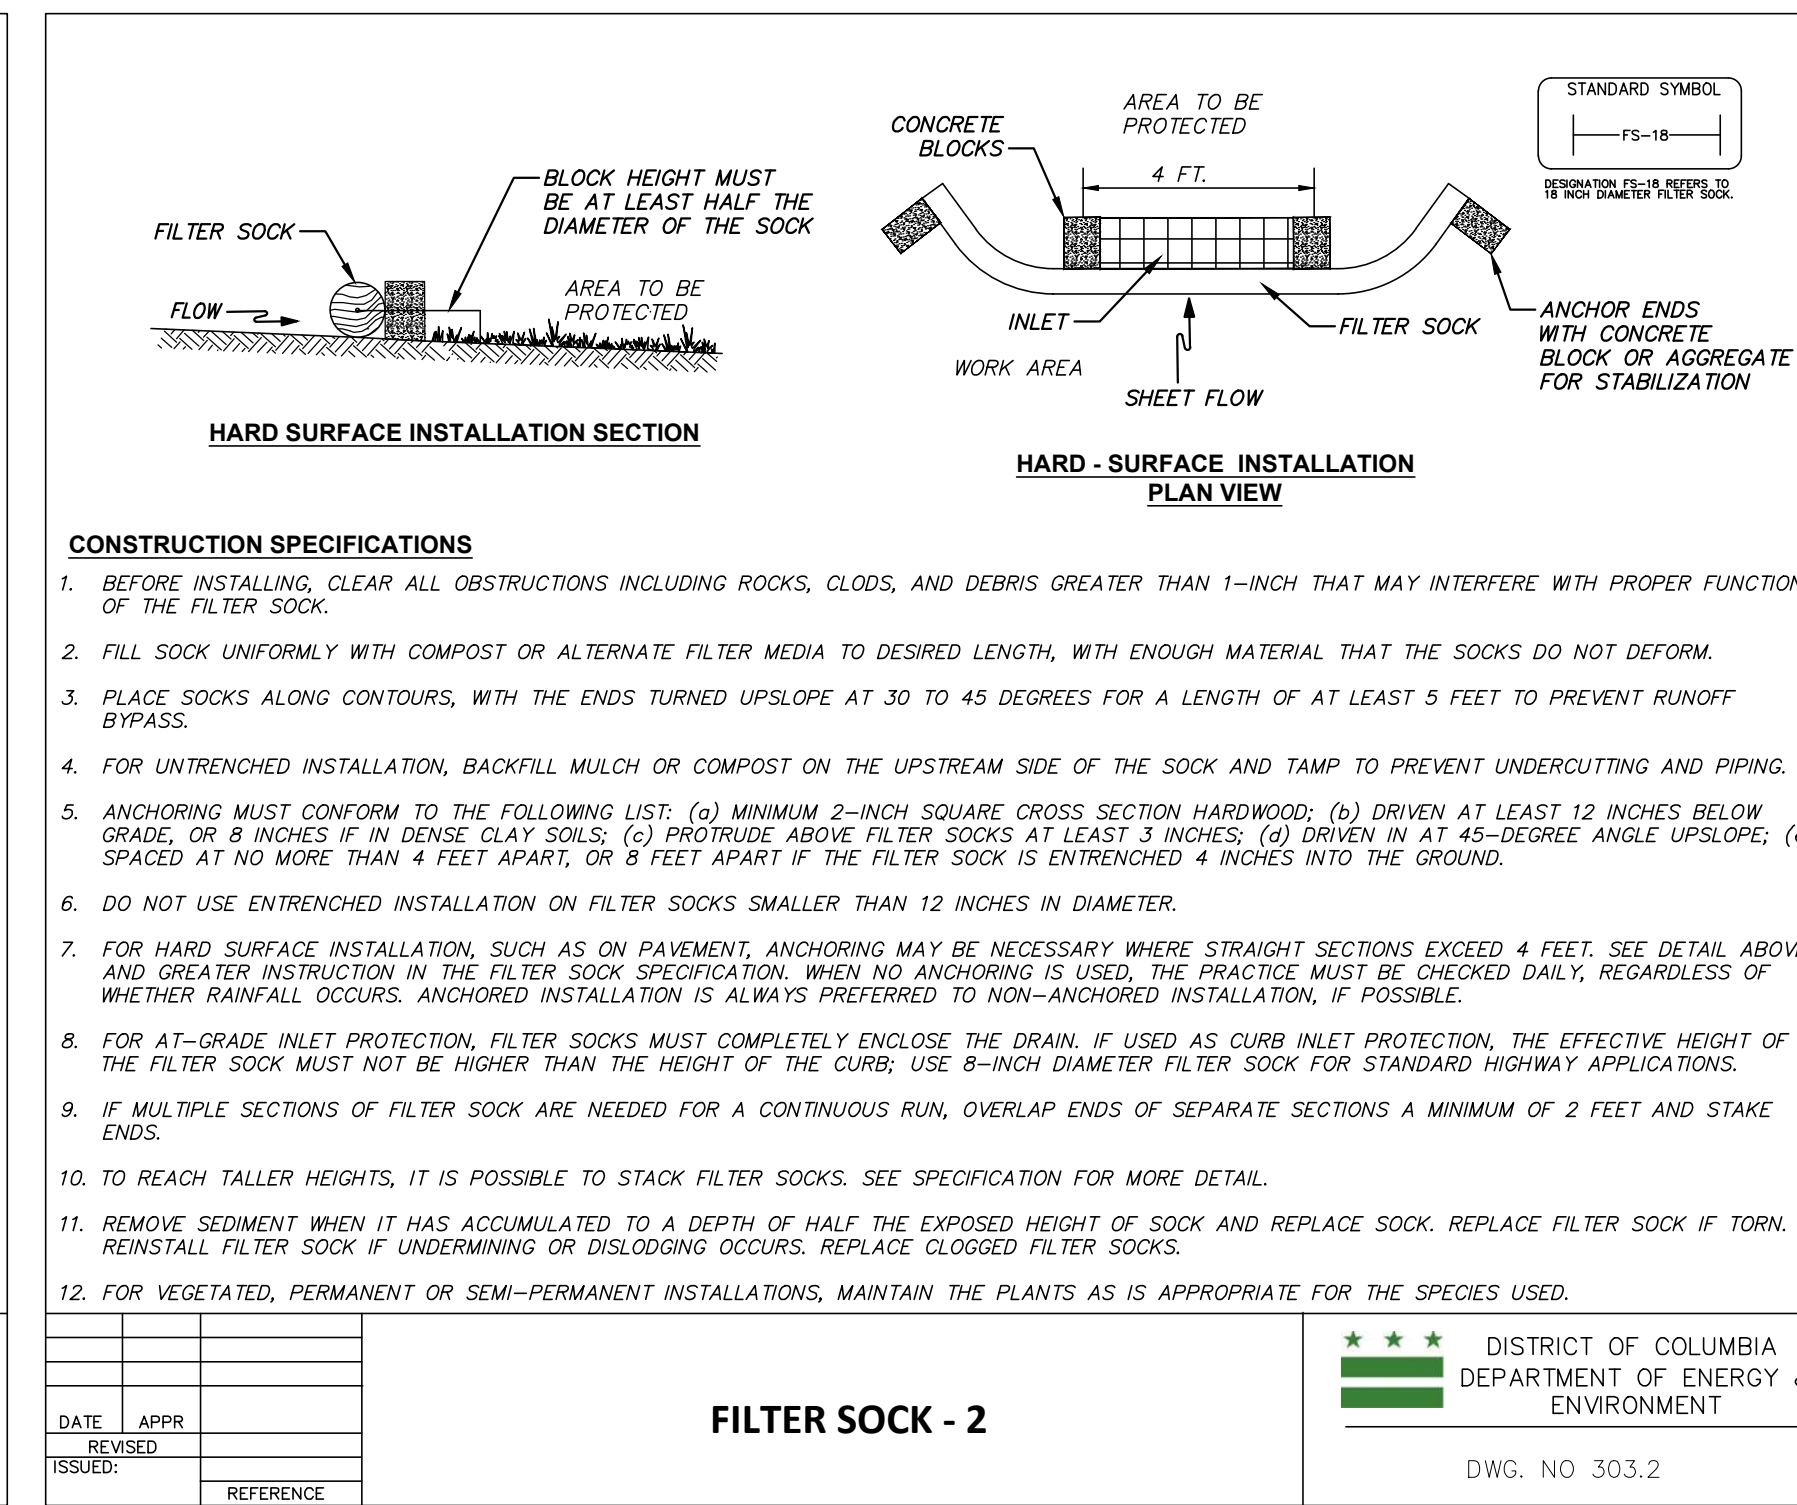 STANDARD SYMBOL
FS-18
DESIGNATION FS-18 REFERS TO
18 INCH DIAMETER FILTER SOCK.
BLOCK HEIGHT MUST
BE AT LEAST HALF THE
DIAMETER OF THE SOCK
FILTER SOCK
FLOW
AREA TO BE
PROTECTED
HARD SURFACE INSTALLATION SECTION
AREA TO BE
PROTECTED
CONCRETE
BLOCKS
4 FT.
INLET
FILTER SOCK
WORK AREA
SHEET FLOW
ANCHOR ENDS
WITH CONCRETE
BLOCK OR AGGREGATE
FOR STABILIZATION
HARD - SURFACE INSTALLATION
PLAN VIEW
CONSTRUCTION SPECIFICATIONS
1. BEFORE INSTALLING, CLEAR ALL OBSTRUCTIONS INCLUDING ROCKS, CLODS, AND DEBRIS GREATER THAN 1-INCH THAT MAY INTERFERE WITH PROPER FUNCTION
OF THE FILTER SOCK.
2. FILL SOCK UNIFORMLY WITH COMPOST OR ALTERNATE FILTER MEDIA TO DESIRED LENGTH, WITH ENOUGH MATERIAL THAT THE SOCKS DO NOT DEFORM.
3. PLACE SOCKS ALONG CONTOURS, WITH THE ENDS TURNED UPSLOPE AT 30 TO 45 DEGREES FOR A LENGTH OF AT LEAST 5 FEET TO PREVENT RUNOFF
BYPASS.
4. FOR UNTRENCHED INSTALLATION, BACKFILL MULCH OR COMPOST ON THE UPSTREAM SIDE OF THE SOCK AND TAMP TO PREVENT UNDERCUTTING AND PIPING.
5. ANCHORING MUST CONFORM TO THE FOLLOWING LIST: (a) MINIMUM 2-INCH SQUARE CROSS SECTION HARDWOOD; (b) DRIVEN AT LEAST 12 INCHES BELOW
GRADE, OR 8 INCHES IF IN DENSE CLAY SOILS; (c) PROTRUDE ABOVE FILTER SOCKS AT LEAST 3 INCHES; (d) DRIVEN IN AT 45-DEGREE ANGLE UPSLOPE;
SPACED AT NO MORE THAN 4 FEET APART, OR 8 FEET APART IF THE FILTER SOCK IS ENTRENCHED 4 INCHES INTO THE GROUND.
6. DO NOT USE ENTRENCHED INSTALLATION ON FILTER SOCKS SMALLER THAN 12 INCHES IN DIAMETER.
7. FOR HARD SURFACE INSTALLATION, SUCH AS ON PAVEMENT, ANCHORING MAY BE NECESSARY WHERE STRAIGHT SECTIONS EXCEED 4 FEET. SEE DETAIL ABOVE
AND GREATER INSTRUCTION IN THE FILTER SOCK SPECIFICATION. WHEN NO ANCHORING IS USED, THE PRACTICE MUST BE CHECKED DAILY, REGARDLESS OF
WHETHER RAINFALL OCCURS. ANCHORED INSTALLATION IS ALWAYS PREFERRED TO NON-ANCHORED INSTALLATION, IF POSSIBLE.
8. FOR AT-GRADE INLET PROTECTION, FILTER SOCKS MUST COMPLETELY ENCLOSE THE DRAIN. IF USED AS CURB INLET PROTECTION, THE EFFECTIVE HEIGHT OF
THE FILTER SOCK MUST NOT BE HIGHER THAN THE HEIGHT OF THE CURB; USE 8-INCH DIAMETER FILTER SOCK FOR STANDARD HIGHWAY APPLICATIONS.
9. IF MULTIPLE SECTIONS OF FILTER SOCK ARE NEEDED FOR A CONTINUOUS RUN, OVERLAP ENDS OF SEPARATE SECTIONS A MINIMUM OF 2 FEET AND STAKE
ENDS.
10. TO REACH TALLER HEIGHTS, IT IS POSSIBLE TO STACK FILTER SOCKS. SEE SPECIFICATION FOR MORE DETAIL.
11. REMOVE SEDIMENT WHEN IT HAS ACCUMULATED TO A DEPTH OF HALF THE EXPOSED HEIGHT OF SOCK AND REPLACE SOCK. REPLACE FILTER SOCK IF TORN.
REINSTALL FILTER SOCK IF UNDERMINING OR DISLODGING OCCURS. REPLACE CLOGGED FILTER SOCKS.
12. FOR VEGETATED, PERMANENT OR SEMI-PERMANENT INSTALLATIONS, MAINTAIN THE PLANTS AS IS APPROPRIATE FOR THE SPECIES USED.
DATE APPR
REVISED
ISSUED:
REFERENCE
FILTER SOCK - 2
DISTRICT OF COLUMBIA
DEPARTMENT OF ENERGY
ENVIRONMENT
DWG. NO 303.2